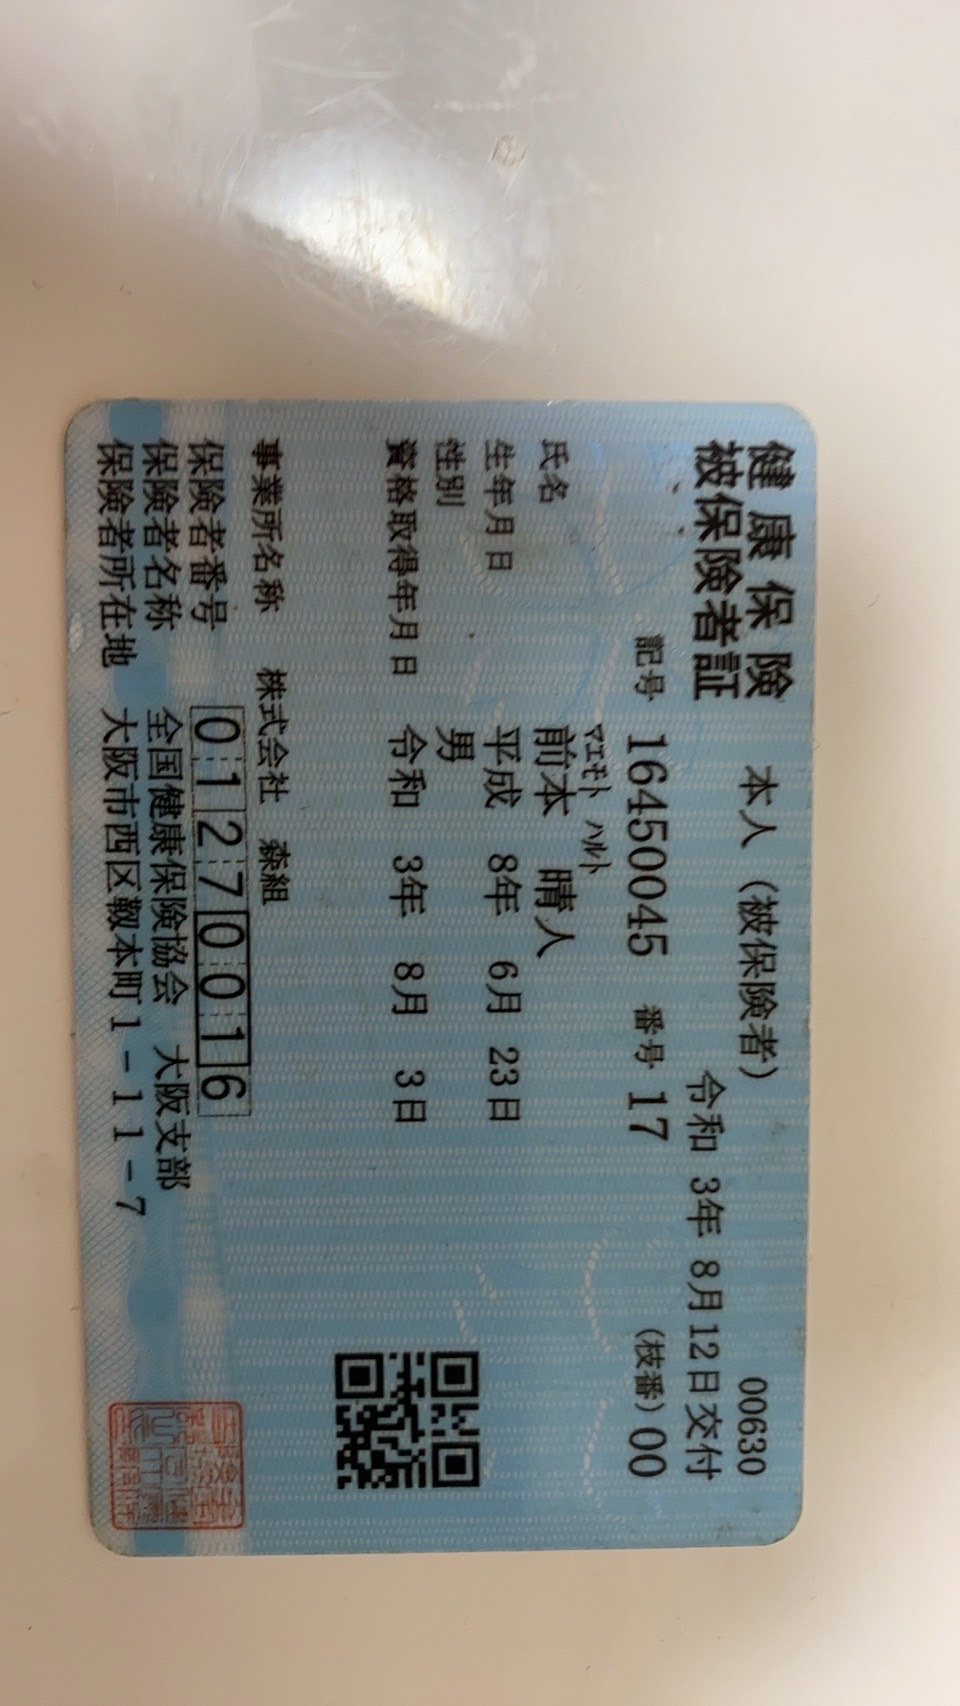 健康保険 本人（被保険者） 00630
被保険者証 令和 3年 8月12日交付
記号 16450045 番号 17 (枝番) 00
マエモト ハルト
氏名 前本 晴人
生年月日 平成 8年 6月 23日
性別 男
資格取得年月日 令和 3年 8月 3日
事業所名称 株式会社 森組
保険者番号 01270016
保険者名称 全国健康保険協会 大阪支部
保険者所在地 大阪市西区靱本町1-11-7